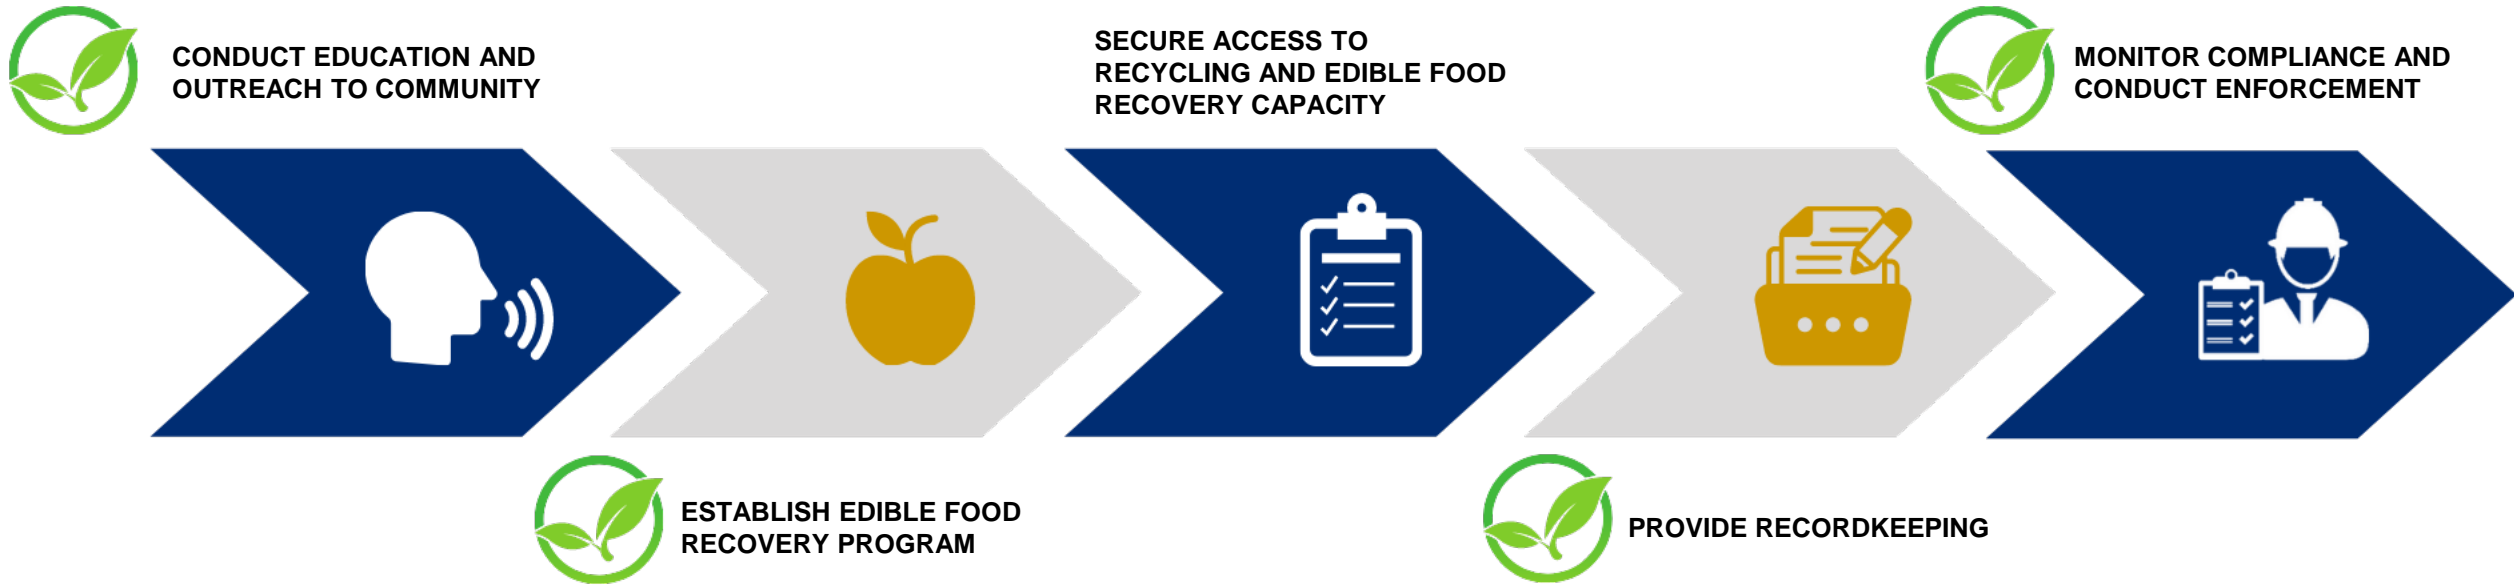 CONDUCT EDUCATION AND
OUTREACH TO COMMUNITY
ESTABLISH EDIBLE FOOD
RECOVERY PROGRAM
SECURE ACCESS TO
RECYCLING AND EDIBLE FOOD
RECOVERY CAPACITY
PROVIDE RECORDKEEPING
MONITOR COMPLIANCE AND
CONDUCT ENFORCEMENT